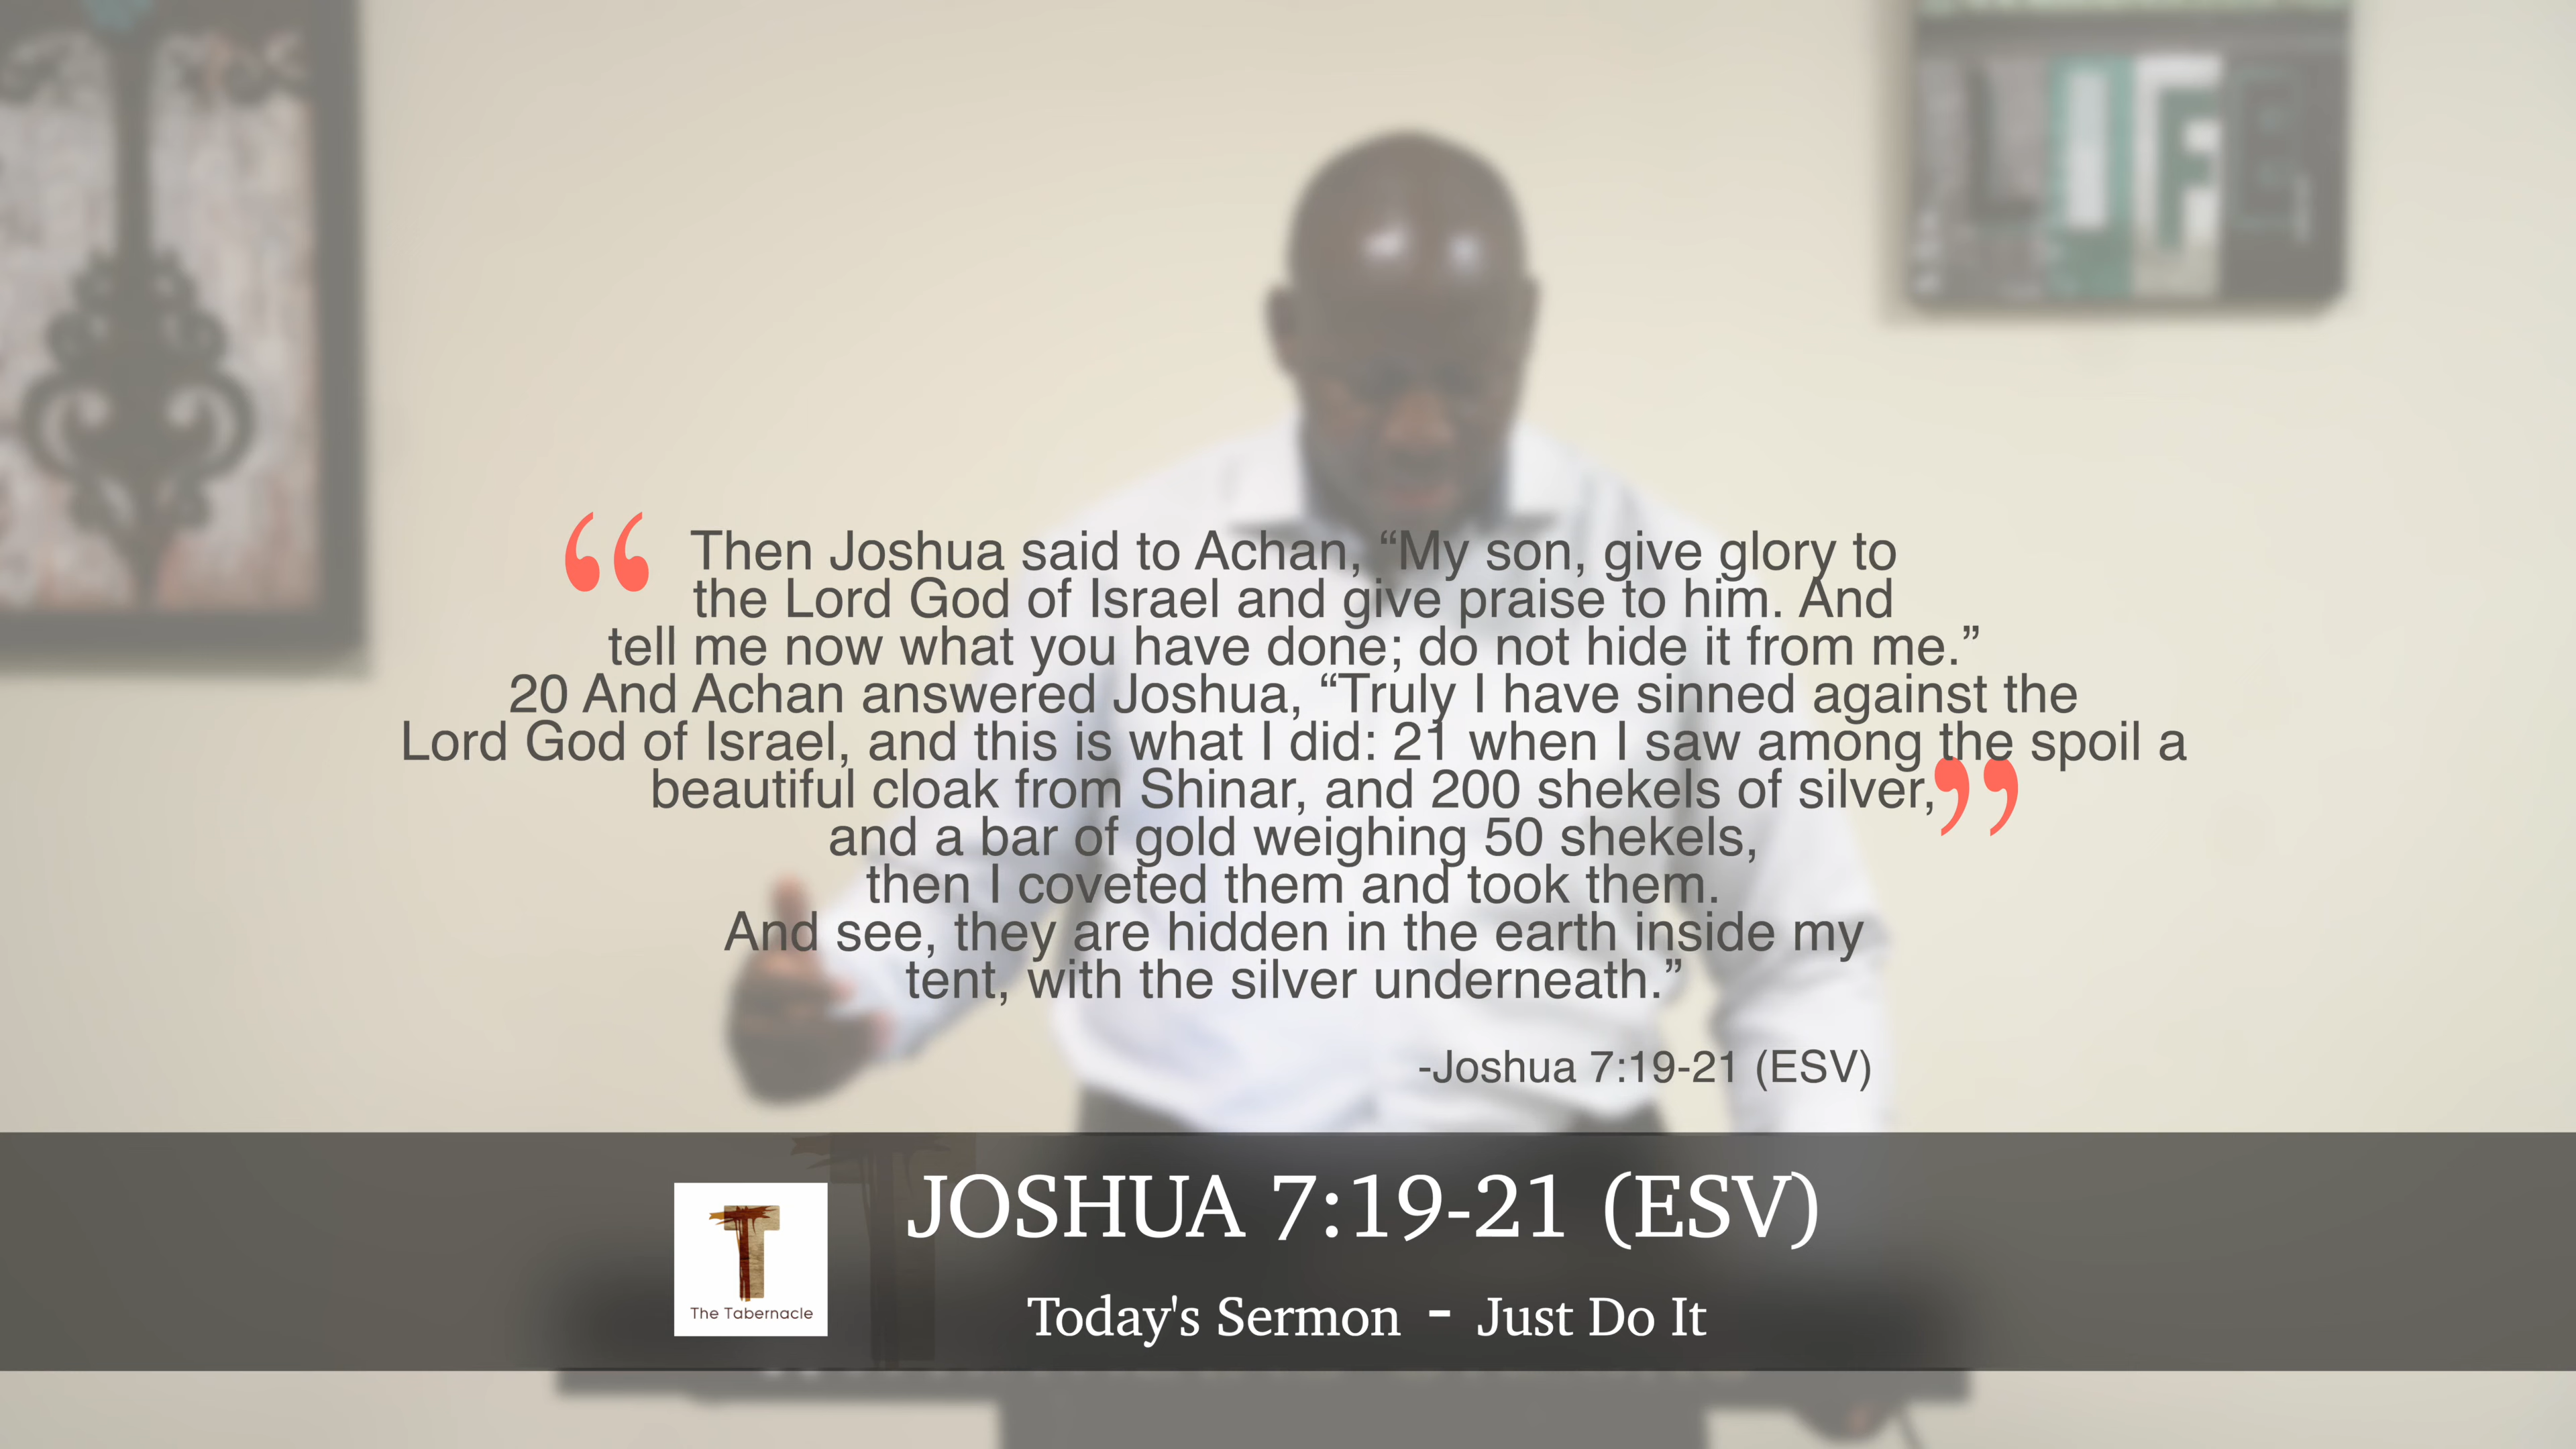 LIFE
“ Then Joshua said to Achan, “My son, give glory to
the Lord God of Israel and give praise to him. And
tell me now what you have done; do not hide it from me.”
20 And Achan answered Joshua, “Truly I have sinned against the
Lord God of Israel, and this is what I did: 21 when I saw among the spoil a
beautiful cloak from Shinar, and 200 shekels of silver, ”
and a bar of gold weighing 50 shekels,
then I coveted them and took them.
And see, they are hidden in the earth inside my
tent, with the silver underneath.”
-Joshua 7:19-21 (ESV)
JOSHUA 7:19-21 (ESV)
T
The Tabernacle
Today's Sermon - Just Do It